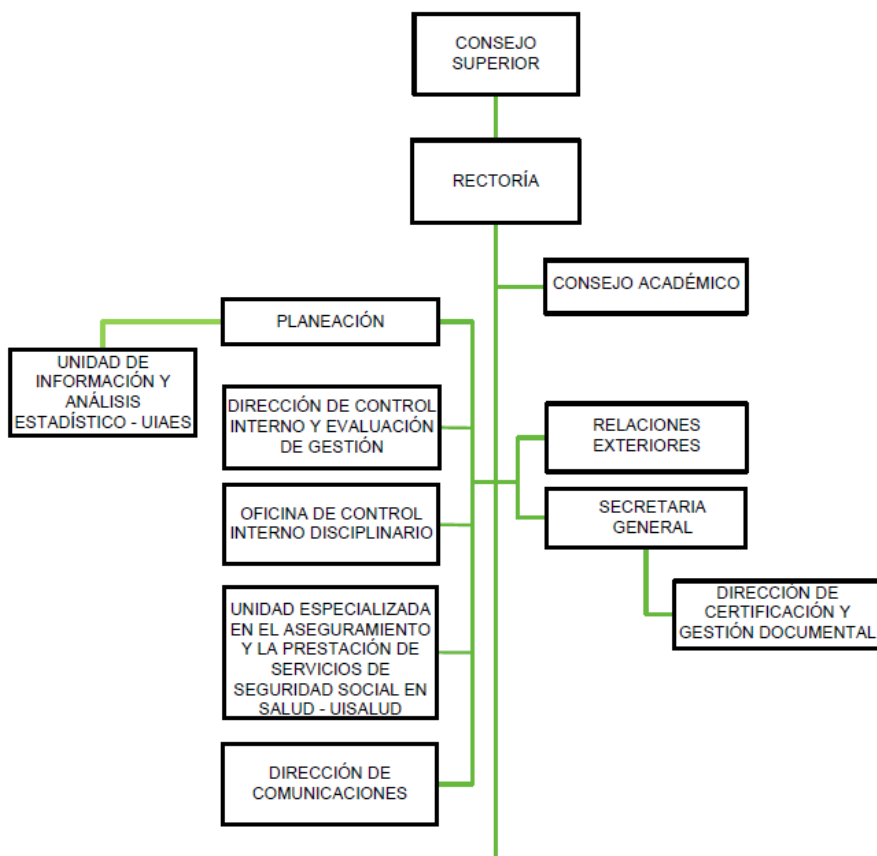 CONSEJO
SUPERIOR
RECTORÍA
CONSEJO ACADÉMICO
PLANEACIÓN
UNIDAD DE
INFORMACIÓN Y
ANÁLISIS
ESTADÍSTICO - UIAES
DIRECCIÓN DE CONTROL
INTERNO Y EVALUACIÓN
DE GESTIÓN
RELACIONES
EXTERIORES
OFICINA DE CONTROL
INTERNO DISCIPLINARIO
SECRETARIA
GENERAL
DIRECCIÓN DE
CERTIFICACIÓN Y
GESTIÓN DOCUMENTAL
UNIDAD ESPECIALIZADA
EN EL ASEGURAMIENTO
Y LA PRESTACIÓN DE
SERVICIOS DE
SEGURIDAD SOCIAL EN
SALUD - UISALUD
DIRECCIÓN DE
COMUNICACIONES